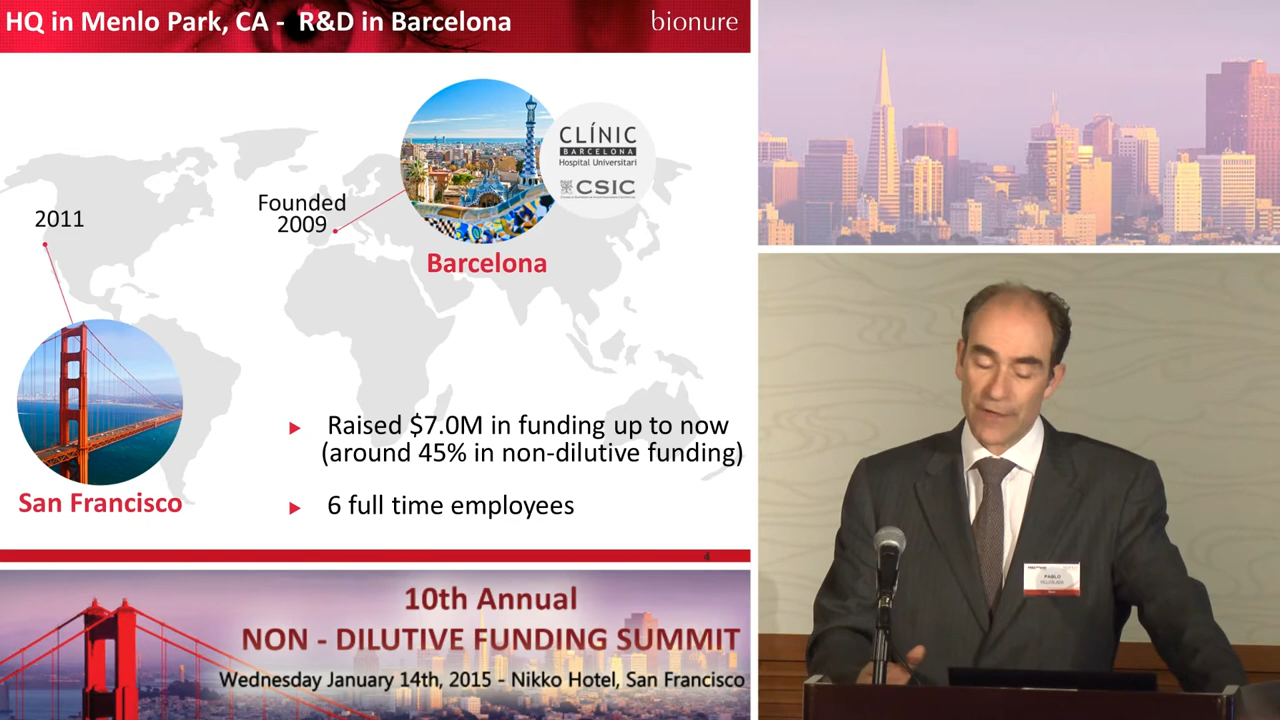 HQ in Menlo Park, CA - R&D in Barcelona
bionure
CLÍNIC
BARCELONA
Hospital Universitari
CSIC
2011
Founded
2009
Barcelona
San Francisco
Raised $7.0M in funding up to now
(around 45% in non-dilutive funding)
6 full time employees
4
10th Annual
NON - DILUTIVE FUNDING SUMMIT
Wednesday January 14th, 2015 - Nikko Hotel, San Francisco
PABLO